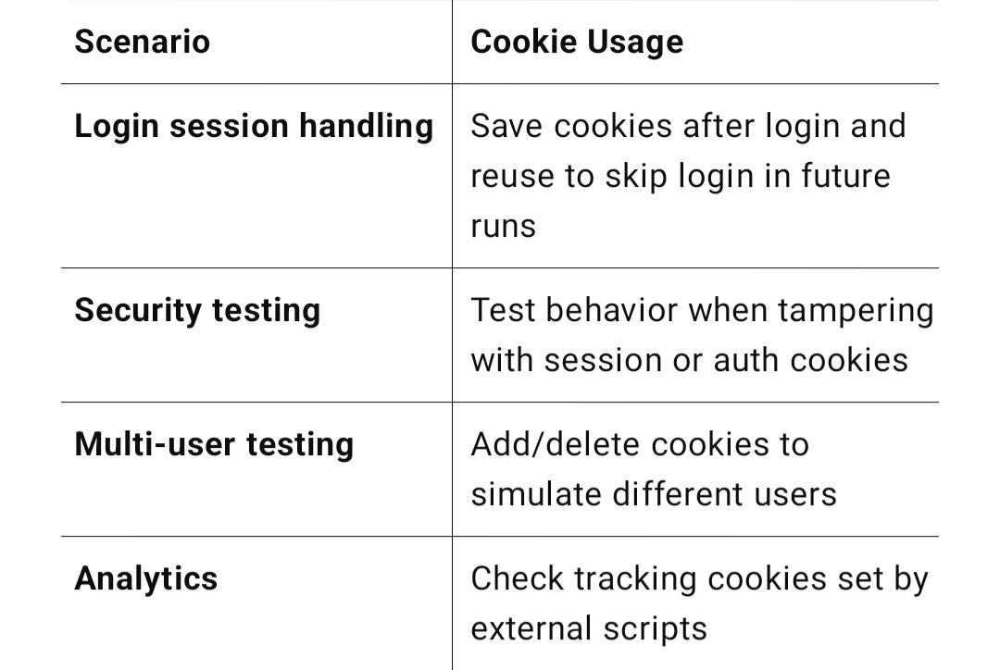 Scenario
Cookie Usage
Login session handling
Save cookies after login and
reuse to skip login in future
runs
Security testing
Test behavior when tampering
with session or auth cookies
Multi-user testing
Add/delete cookies to
simulate different users
Analytics
Check tracking cookies set by
external scripts